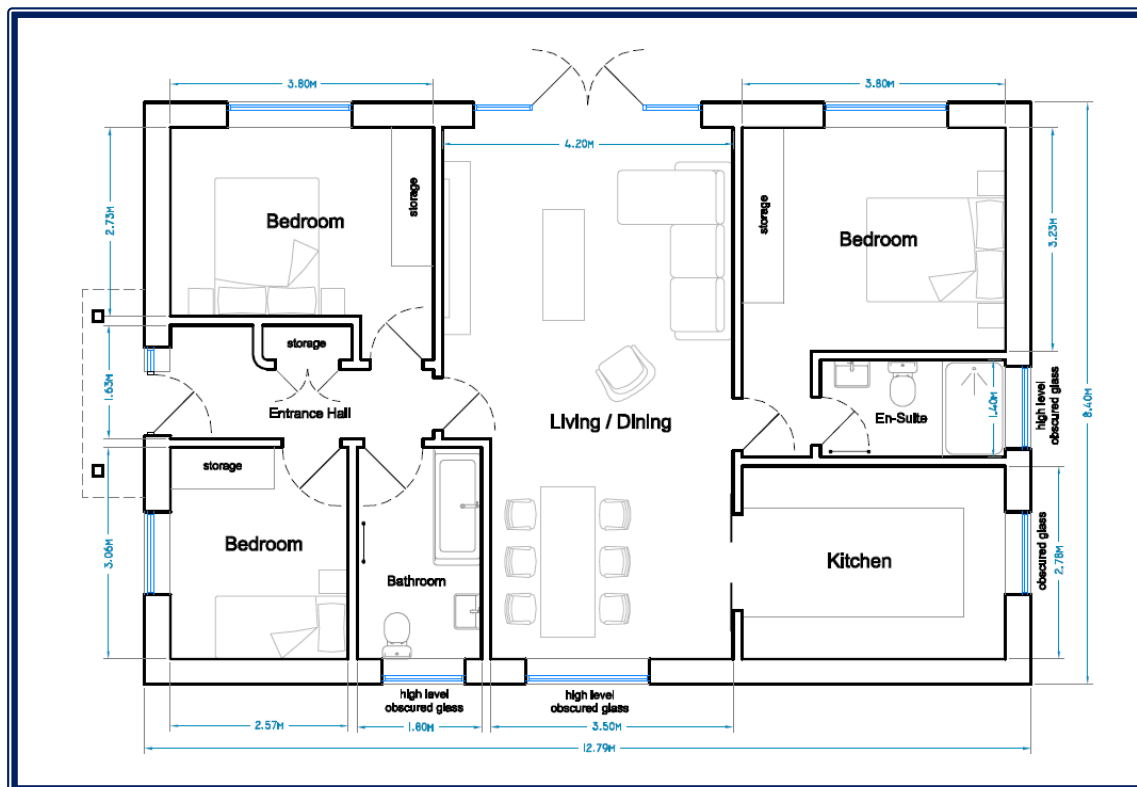 3.80M
3.80M
4.20M
storage
Bedroom
2.73M
storage
Bedroom
3.23M
storage
1.63M
Entrance Hall
Living / Dining
En-Suite
1.40M
high level
obscured glass
8.40M
storage
Bedroom
3.06M
Bathroom
Kitchen
2.78M
obscured glass
high level
obscured glass
high level
obscured glass
2.57M
1.80M
3.50M
12.79M